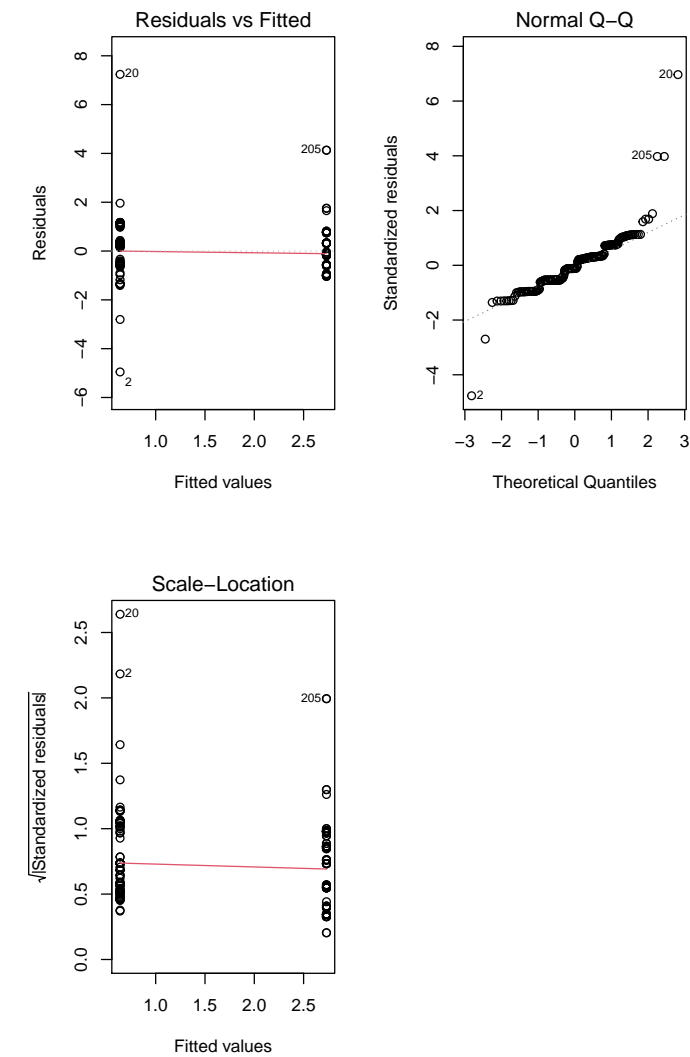 Residuals vs Fitted
8
6
4
2
0
−2
−4
−6
Residuals
20
205
2
1.0 1.5 2.0 2.5
Fitted values
Normal Q−Q
8
6
4
2
0
−2
−4
Standardized residuals
20
205
2
−3 −2 −1 0 1 2 3
Theoretical Quantiles
Scale−Location
2.5
2.0
1.5
1.0
0.5
0.0
√|Standardized residuals|
20
2
205
1.0 1.5 2.0 2.5
Fitted values